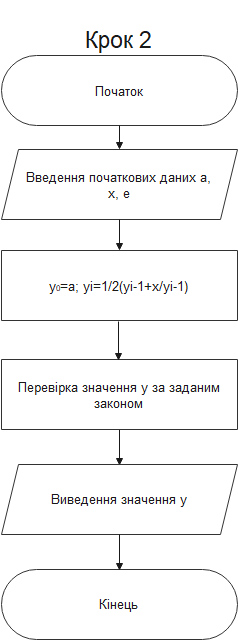 Крок 2
Початок
Введення початкових даних a,
x, e
y₀=a; yi=1/2(yi-1+x/yi-1)
Перевірка значення y за заданим
законом
Виведення значення y
Кінець